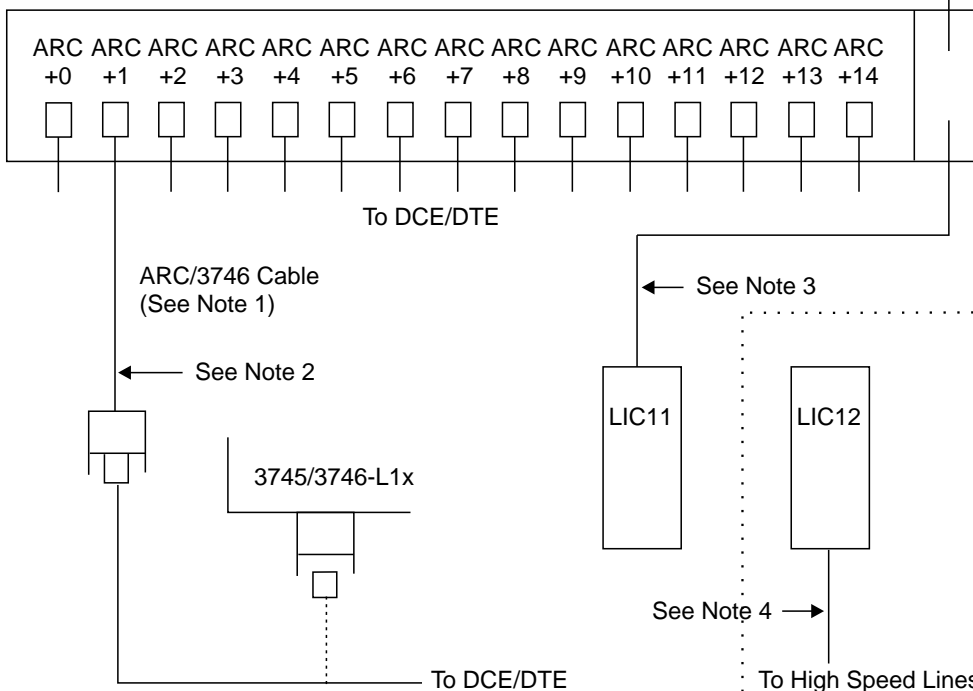 ARC ARC ARC ARC ARC ARC ARC ARC ARC ARC ARC ARC ARC ARC ARC
+0 +1 +2 +3 +4 +5 +6 +7 +8 +9 +10 +11 +12 +13 +14
To DCE/DTE
ARC/3746 Cable
(See Note 1)
See Note 3
See Note 2
LIC11
LIC12
3745/3746-L1x
See Note 4
To DCE/DTE
To High Speed Lines